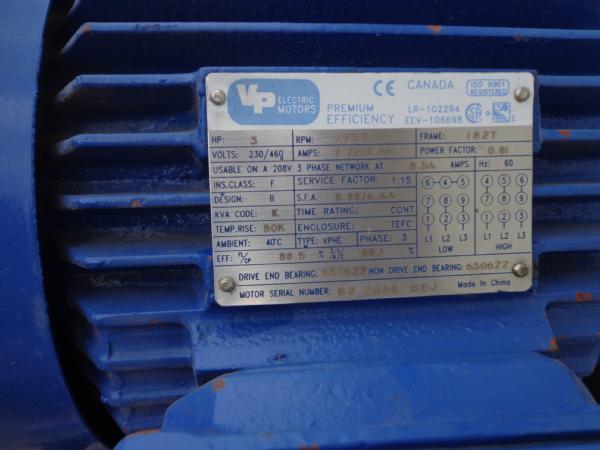 VP ELECTRIC MOTORS
CE CANADA ISO 9001 REGISTERED
PREMIUM EFFICIENCY
LR-102294
EEV-106698
HP: 3 RPM: FRAME: 182T
VOLTS: 230/460 AMPS: POWER FACTOR: 0.81
USABLE ON A 208V 3 PHASE NETWORK AT 8.54 AMPS. Hz: 60
INS.CLASS: F SERVICE FACTOR: 1.15
DESIGN: B S.F.A.
KVA CODE: K TIME RATING: CONT
TEMP.RISE: 80K ENCLOSURE: TEFC
AMBIENT: 40°C TYPE: VPHE PHASE: 3
EFF: 88.5 %
6 4 5 4 5 6
7 8 9 7 8 9
1 2 3 1 2 3
L1 L2 L3 L1 L2 L3
LOW HIGH
DRIVE END BEARING: 6306ZZ NON DRIVE END BEARING: 6306ZZ
MOTOR SERIAL NUMBER: Made In China